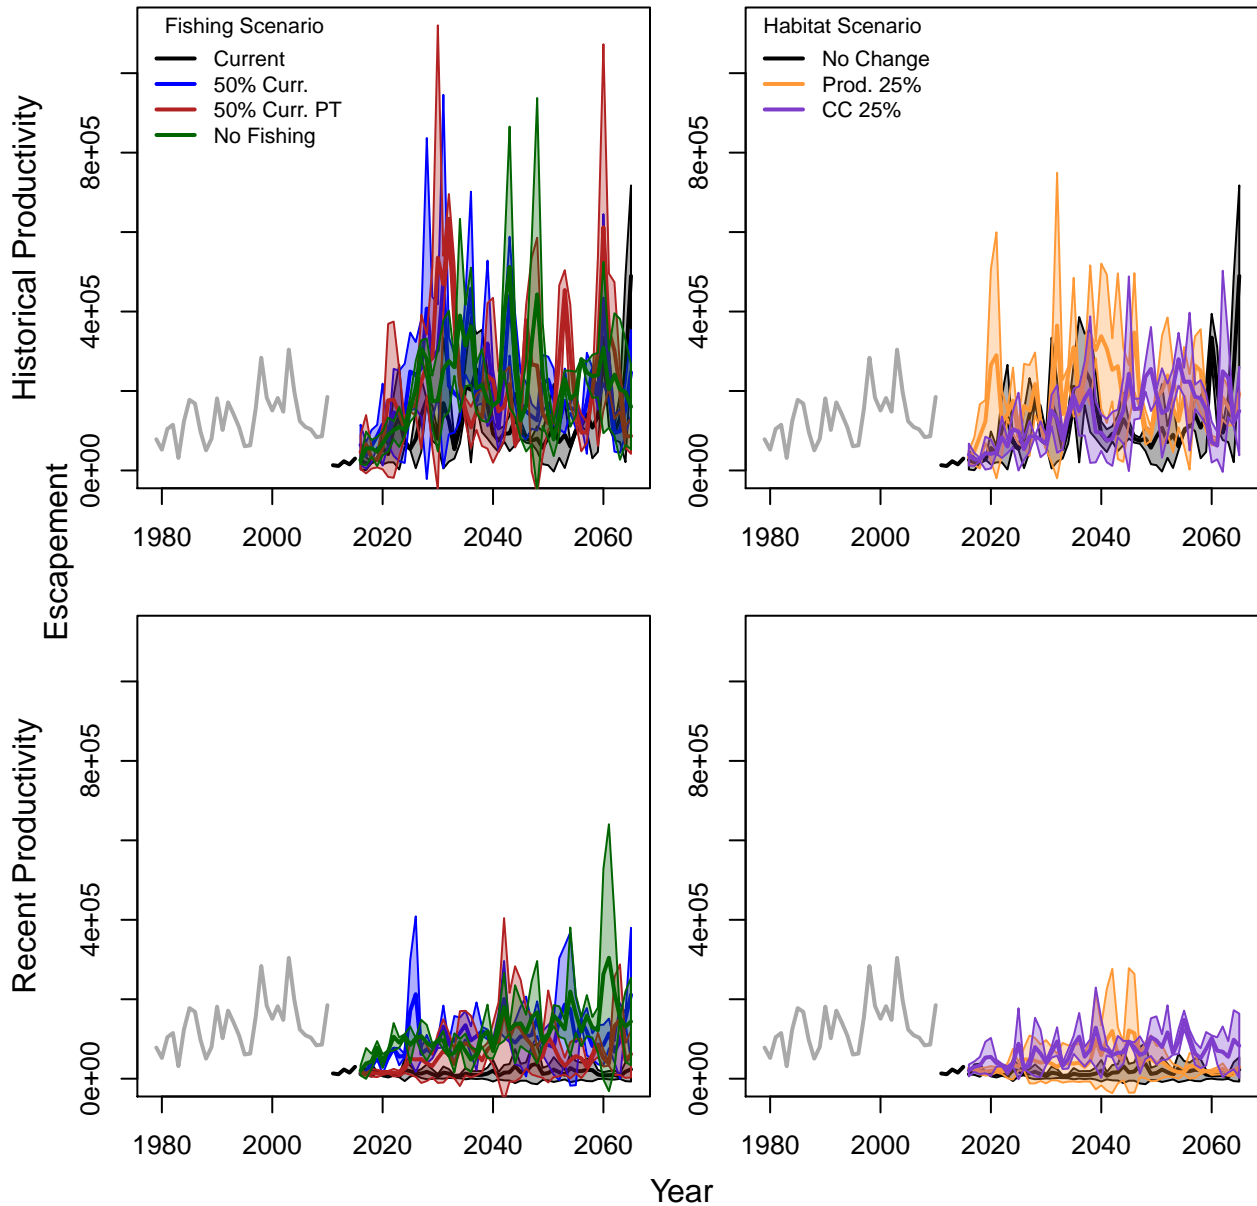 Fishing Scenario
Current
50% Curr.
50% Curr. PT
No Fishing
Habitat Scenario
No Change
Prod. 25%
CC 25%
Historical Productivity
0e+00
4e+05
8e+05
0e+00
4e+05
8e+05
1980
2000
2020
2040
2060
1980
2000
2020
2040
2060
Escapement
Recent Productivity
0e+00
4e+05
8e+05
0e+00
4e+05
8e+05
1980
2000
2020
2040
2060
1980
2000
2020
2040
2060
Year